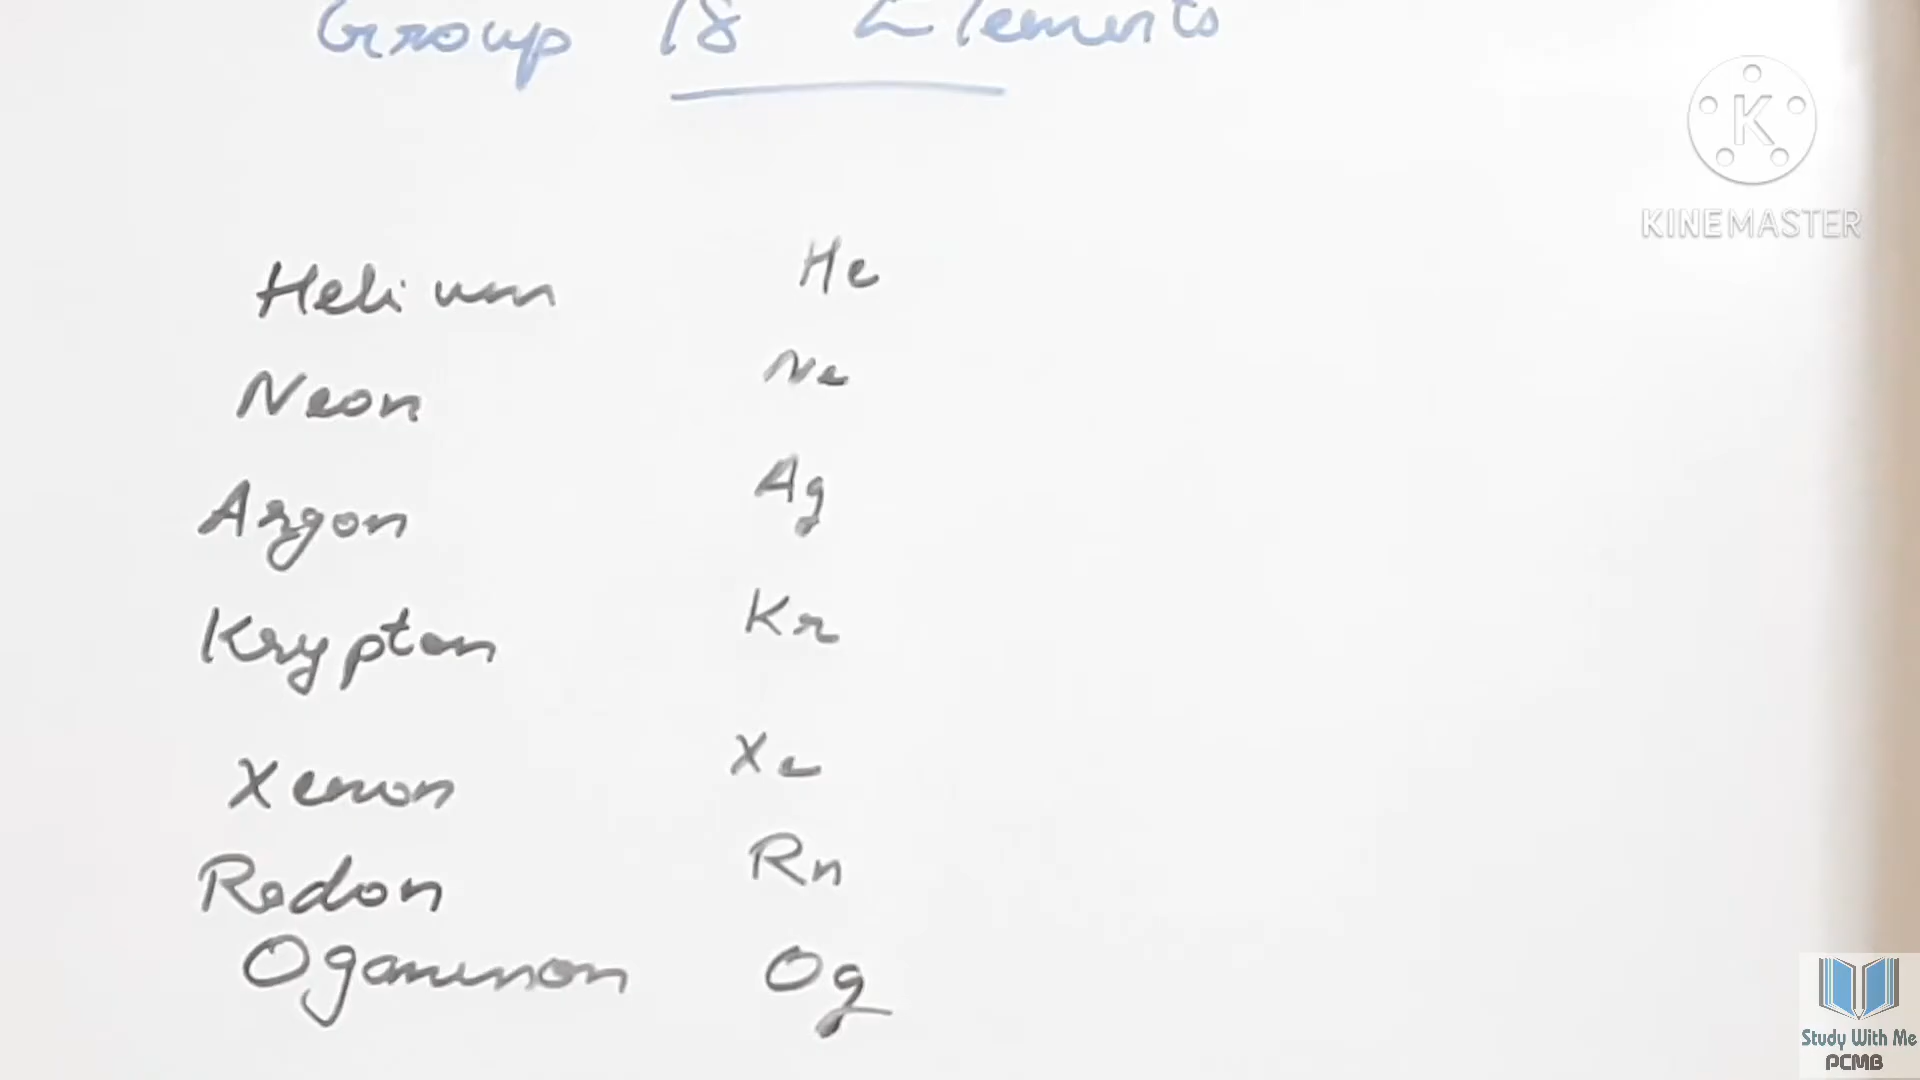 Group 18 Elements
KINEMASTER
Helium He
Neon Ne
Argon Ag
Krypton Kr
Xenon Xe
Radon Rn
Oganenon Og
Study With Me
PCMB